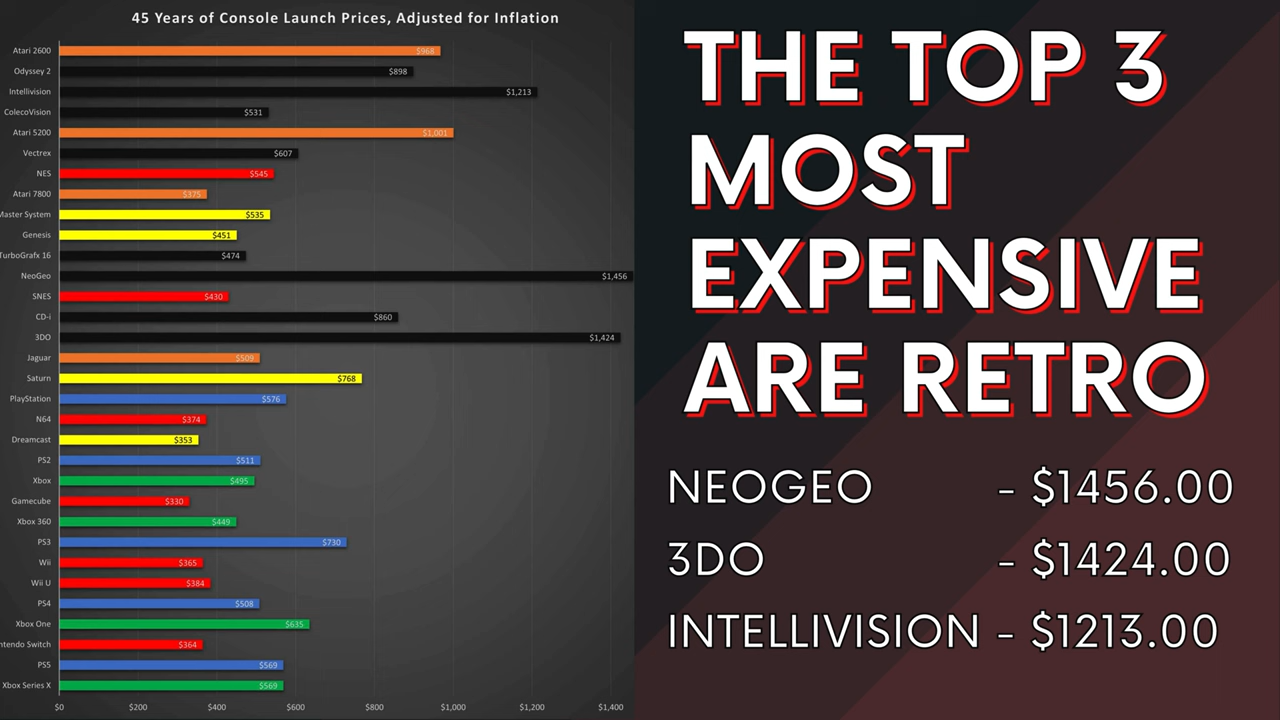 45 Years of Console Launch Prices, Adjusted for Inflation
Atari 2600 $968
Odyssey 2 $898
Intellivision $1,213
ColecoVision $531
Atari 5200 $1,001
Vectrex $607
NES $545
Atari 7800 $375
Master System $535
Genesis $451
TurboGrafx 16 $474
NeoGeo $1,456
SNES $430
CD-i $860
3DO $1,424
Jaguar $509
Saturn $768
PlayStation $576
N64 $374
Dreamcast $353
PS2 $511
Xbox $495
Gamecube $330
Xbox 360 $449
PS3 $730
Wii $365
Wii U $384
PS4 $508
Xbox One $635
ntendo Switch $364
PS5 $569
Xbox Series X $569
$0 $200 $400 $600 $800 $1,000 $1,200 $1,400
THE TOP 3
MOST
EXPENSIVE
ARE RETRO
NEOGEO - $1456.00
3DO - $1424.00
INTELLIVISION - $1213.00